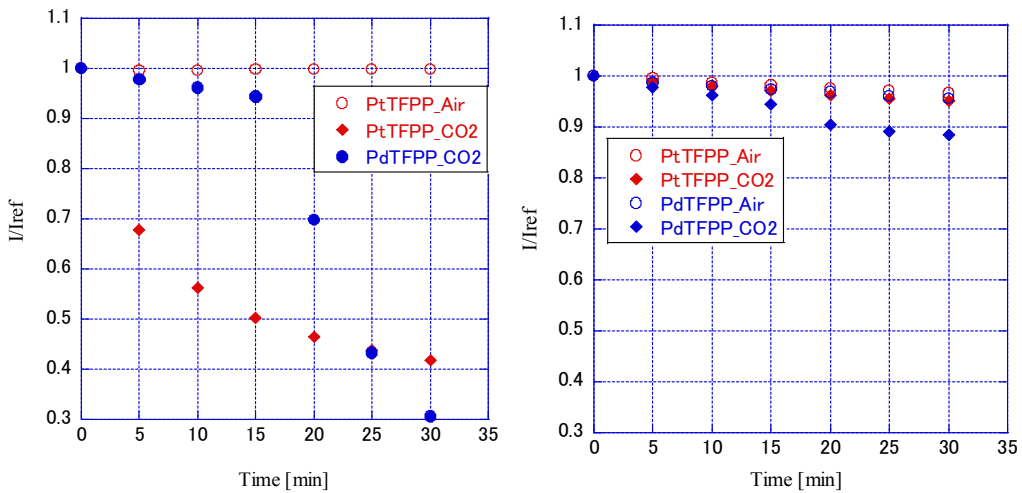 1.1
1
0.9
0.8
0.7
0.6
0.5
0.4
0.3
I/Iref
0 5 10 15 20 25 30 35
Time [min]
PtTFPP_Air
PtTFPP_CO2
PdTFPP_CO2
1.1
1
0.9
0.8
0.7
0.6
0.5
0.4
0.3
I/Iref
0 5 10 15 20 25 30 35
Time [min]
PtTFPP_Air
PtTFPP_CO2
PdTFPP_Air
PdTFPP_CO2